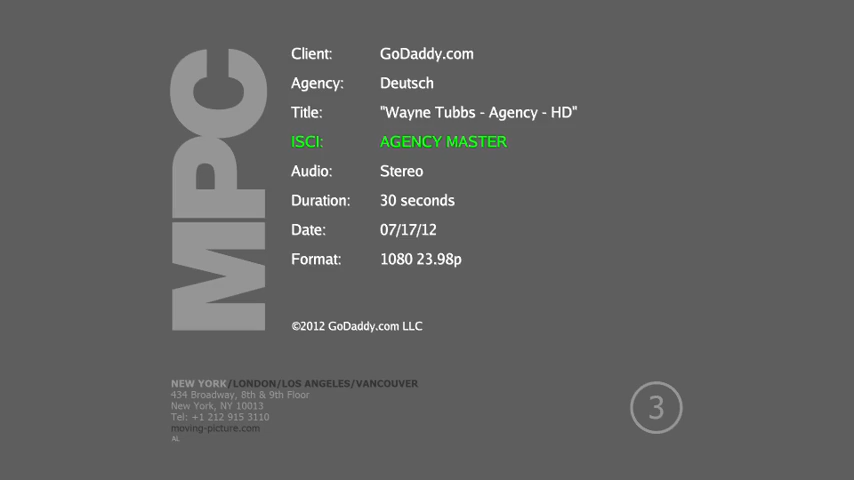 MPC
Client: GoDaddy.com
Agency: Deutsch
Title: "Wayne Tubbs - Agency - HD"
ISCI: AGENCY MASTER
Audio: Stereo
Duration: 30 seconds
Date: 07/17/12
Format: 1080 23.98p
©2012 GoDaddy.com LLC
NEW YORK/LONDON/LOS ANGELES/VANCOUVER
434 Broadway, 8th & 9th Floor
New York, NY 10013
Tel: +1 212 915 3110
moving-picture.com
AL
3